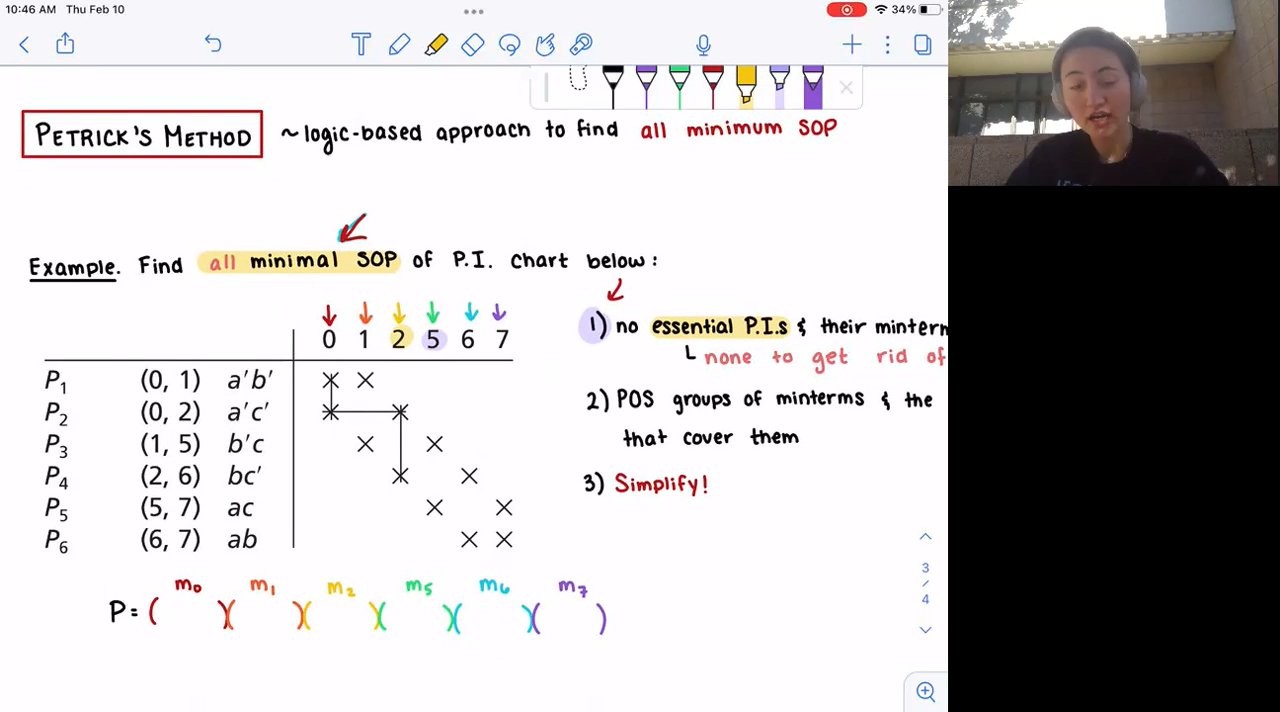 10:46 AM Thu Feb 10
34%
PETRICK'S METHOD ~ logic-based approach to find all minimum SOP
Example. Find all minimal SOP of P.I. Chart below:
0 1 2 5 6 7
P1 (0, 1) a'b' × ×
P2 (0, 2) a'c' × ×
P3 (1, 5) b'c × ×
P4 (2, 6) bc' × ×
P5 (5, 7) ac × ×
P6 (6, 7) ab × ×
1) no essential P.I.s & their minterm
none to get rid of
2) POS groups of minterms & the
that cover them
3) Simplify!
3
/
4
m0 m1 m2 m5 m6 m7
P = ( )( )( )( )( )( )